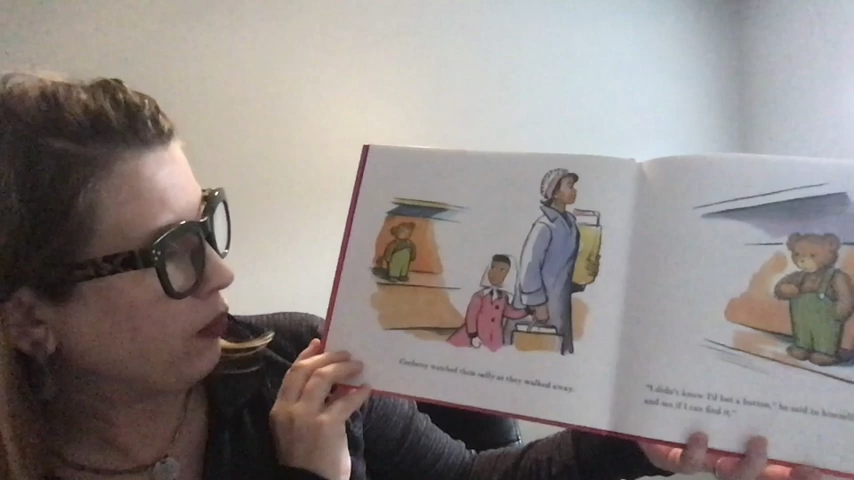 Corduroy watched them sadly as they walked away.
"I didn't know I'd lost a button," he said to himself.
and see if I can find it."